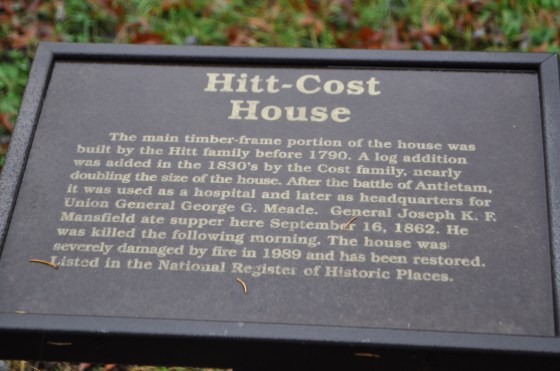 Hitt-Cost
House
The main timber-frame portion of the house was
built by the Hitt family before 1790. A log addition
was added in the 1830's by the Cost family, nearly
doubling the size of the house. After the battle of Antietam,
it was used as a hospital and later as headquarters for
Union General George G. Meade. General Joseph K. F.
Mansfield ate supper here September 16, 1862. He
was killed the following morning. The house was
severely damaged by fire in 1989 and has been restored.
Listed in the National Register of Historic Places.